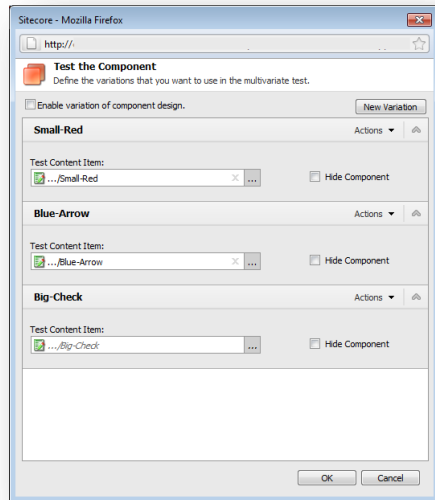 Sitecore - Mozilla Firefox
http://
Test the Component
Define the variations that you want to use in the multivariate test.
Enable variation of component design.
New Variation
Small-Red
Actions
Test Content Item:
.../Small-Red
...
Hide Component
Blue-Arrow
Actions
Test Content Item:
.../Blue-Arrow
...
Hide Component
Big-Check
Actions
Test Content Item:
.../Big-Check
...
Hide Component
OK
Cancel